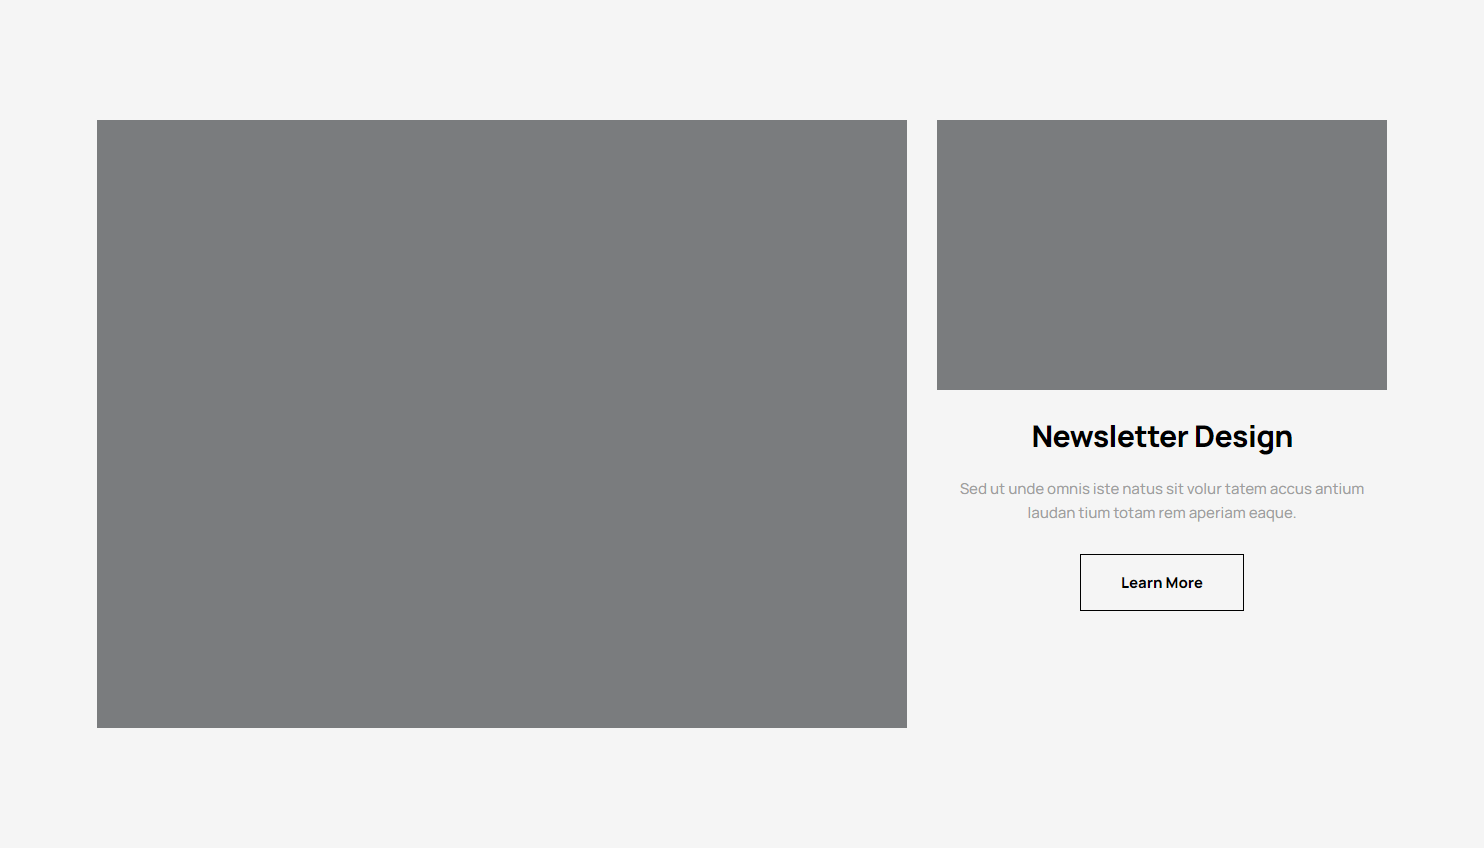 Newsletter Design
Sed ut unde omnis iste natus sit volur tatem accus antium
laudan tium totam rem aperiam eaque.
Learn More